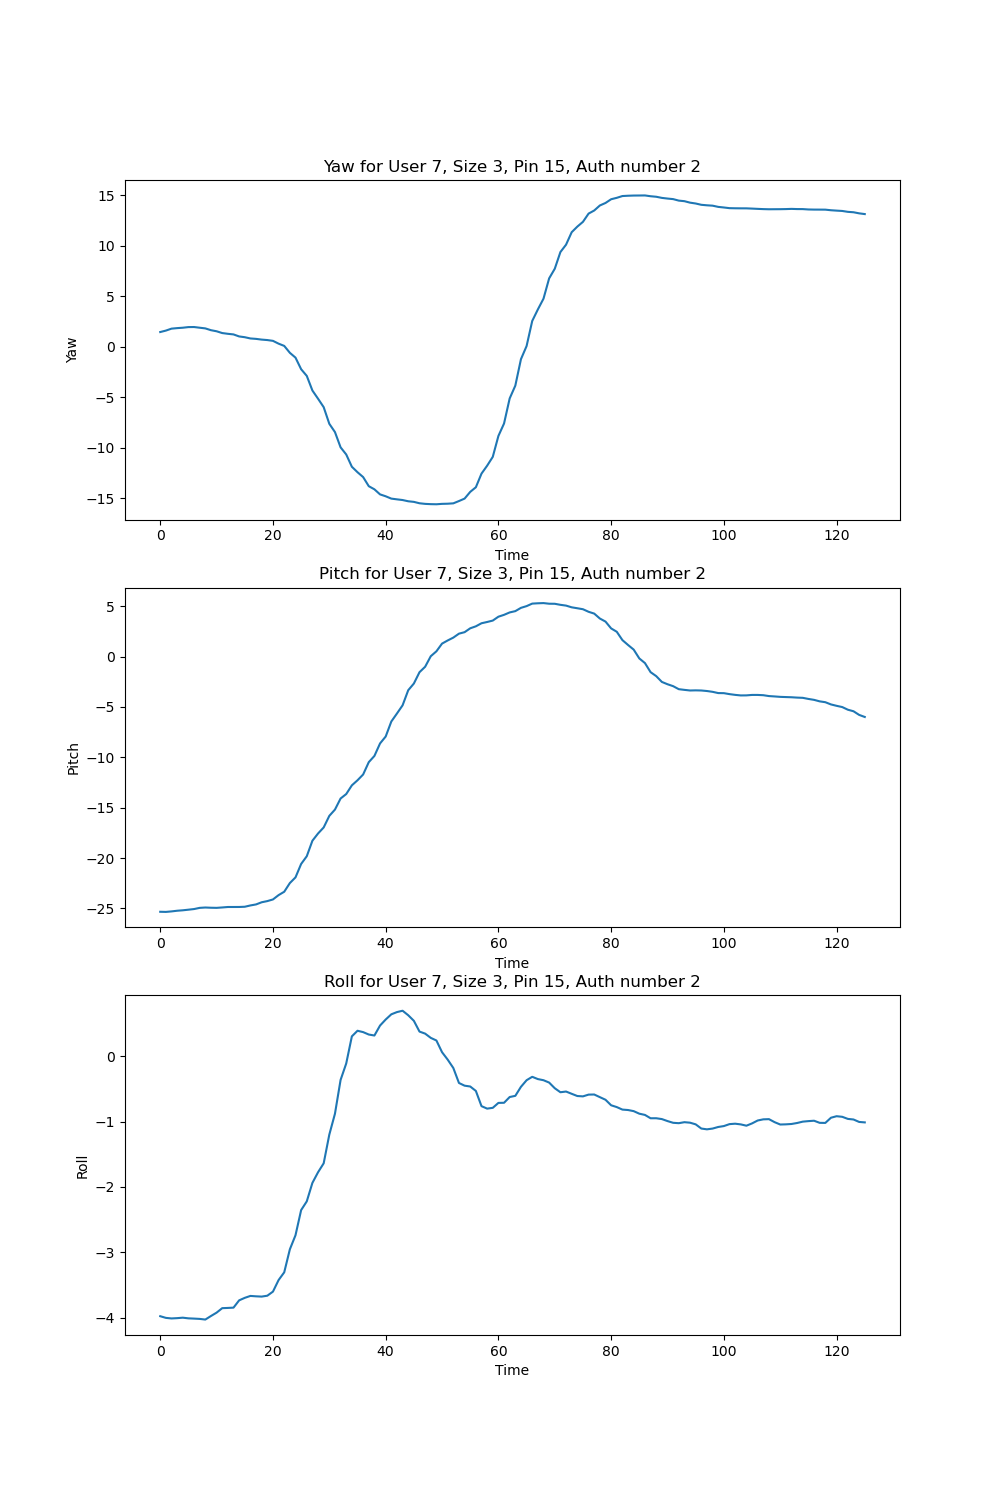 Yaw for User 7, Size 3, Pin 15, Auth number 2
15
10
5
0
−5
−10
−15
Yaw
0 20 40 60 80 100 120
Time
Pitch for User 7, Size 3, Pin 15, Auth number 2
5
0
−5
−10
−15
−20
−25
Pitch
0 20 40 60 80 100 120
Time
Roll for User 7, Size 3, Pin 15, Auth number 2
0
−1
−2
−3
−4
Roll
0 20 40 60 80 100 120
Time